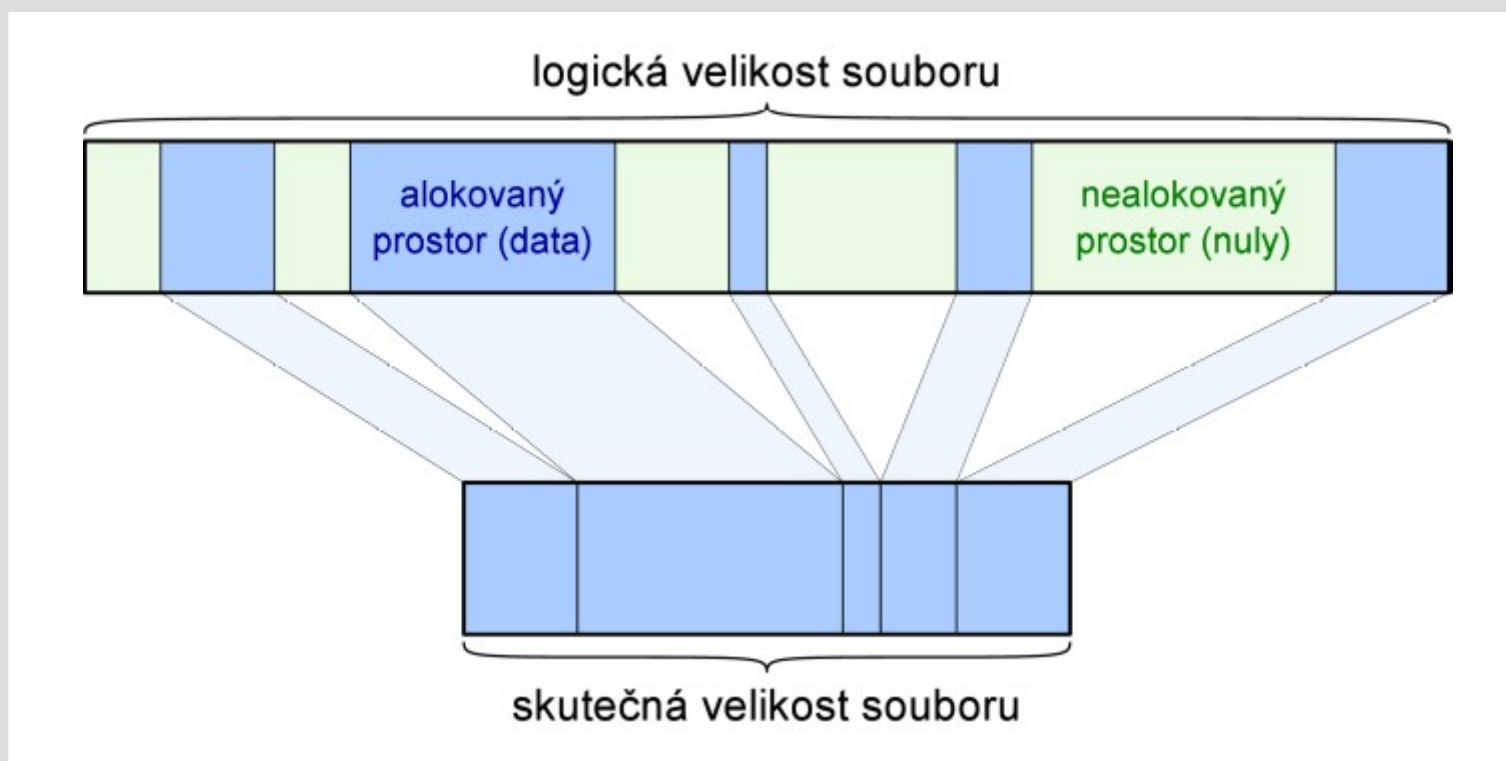 logická velikost souboru
alokovaný
prostor (data)
nealokovaný
prostor (nuly)
skutečná velikost souboru